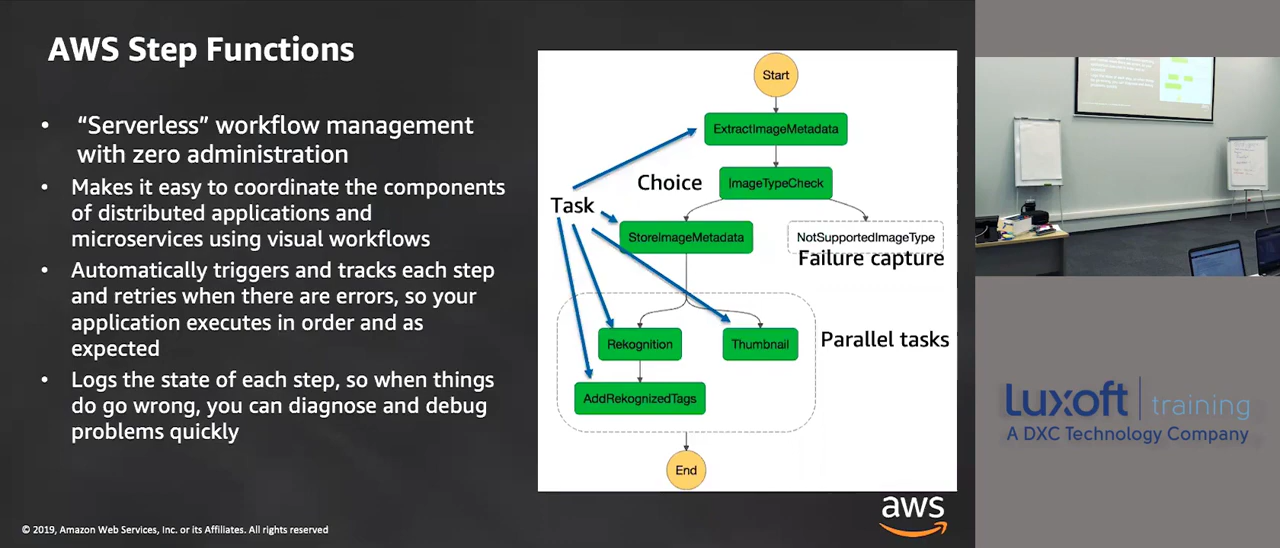 AWS Step Functions
• “Serverless” workflow management
with zero administration
• Makes it easy to coordinate the components
of distributed applications and
microservices using visual workflows
• Automatically triggers and tracks each step
and retries when there are errors, so your
application executes in order and as
expected
• Logs the state of each step, so when things
do go wrong, you can diagnose and debug
problems quickly
Start
ExtractImageMetadata
Choice
ImageTypeCheck
Task
StoreImageMetadata
NotSupportedImageType
Failure capture
Rekognition
Thumbnail
Parallel tasks
AddRekognizedTags
End
© 2019, Amazon Web Services, Inc. or its Affiliates. All rights reserved
aws
Luxoft training
A DXC Technology Company